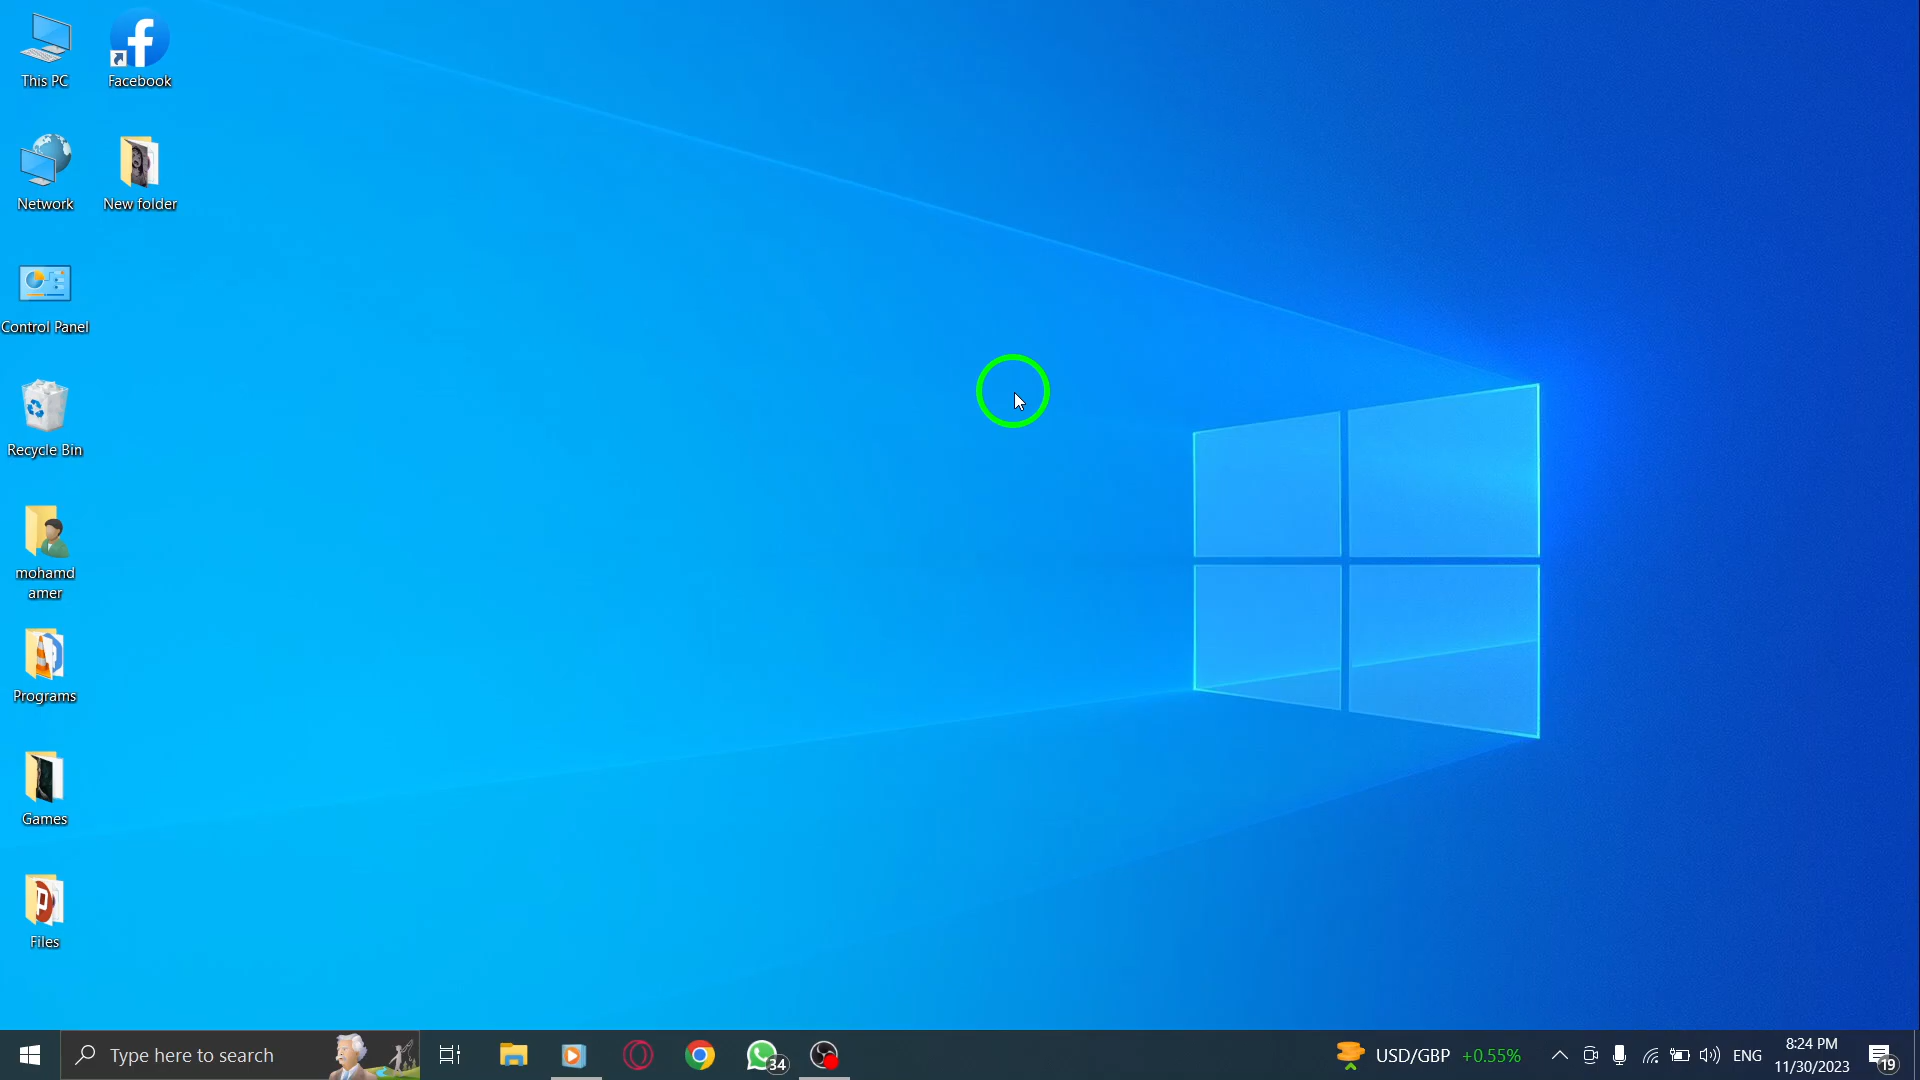 This PC
Facebook
Network
New folder
Control Panel
Recycle Bin
mohamd
amer
Programs
Games
Files
Type here to search
34
USD/GBP +0.55%
ENG
8:24 PM
11/30/2023
19